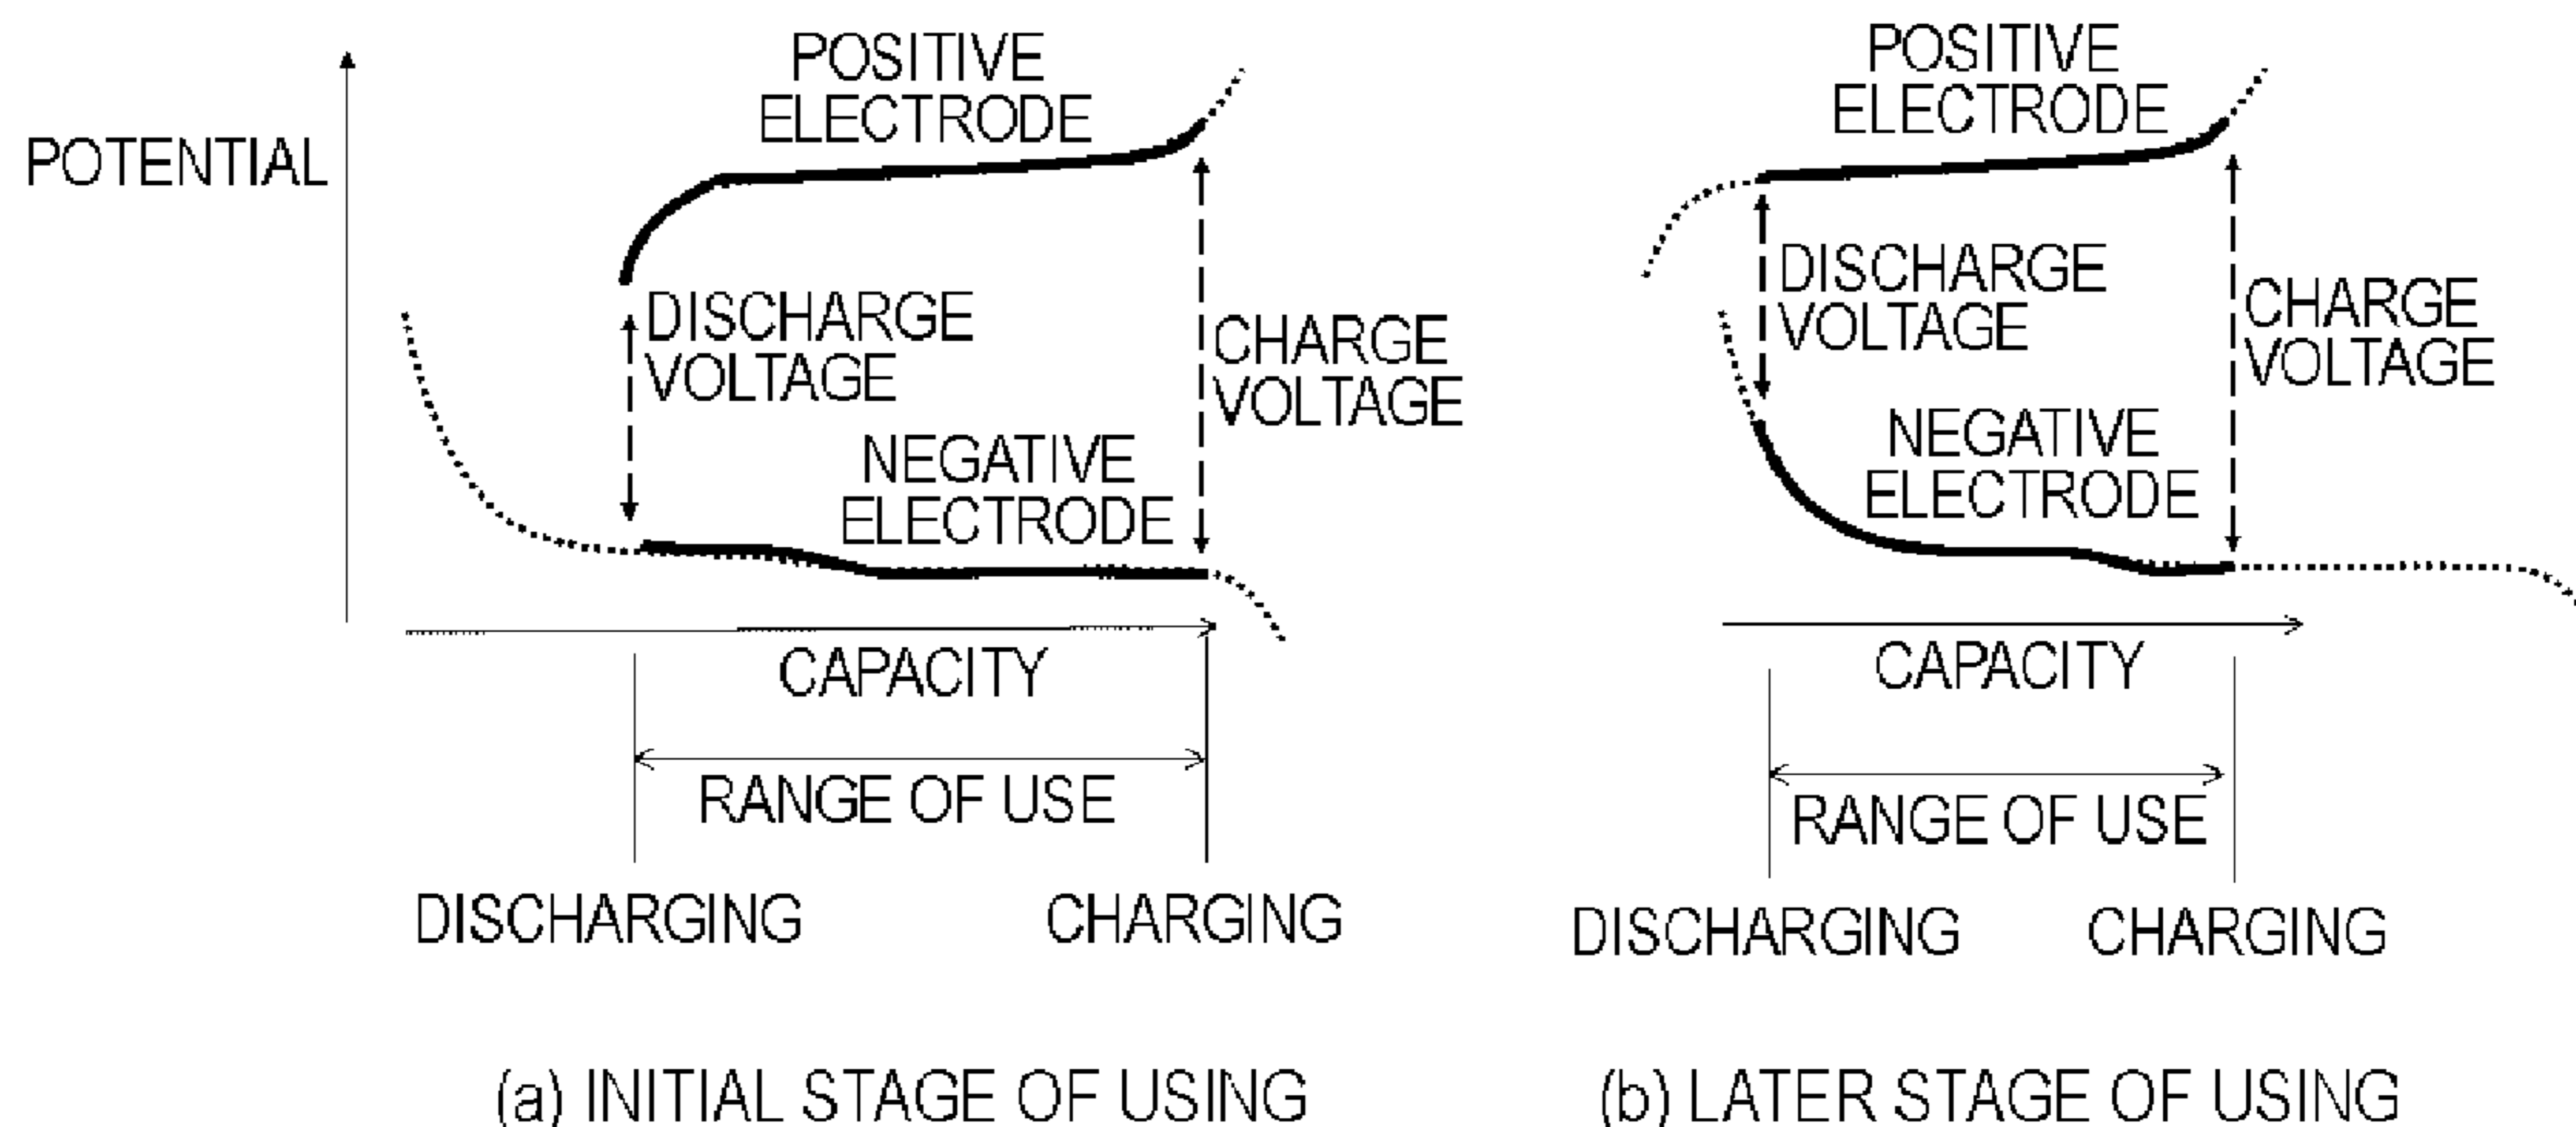 POTENTIAL
POSITIVE
ELECTRODE
DISCHARGE
VOLTAGE
CHARGE
VOLTAGE
NEGATIVE
ELECTRODE
CAPACITY
RANGE OF USE
DISCHARGING
CHARGING
(a) INITIAL STAGE OF USING
POSITIVE
ELECTRODE
DISCHARGE
VOLTAGE
CHARGE
VOLTAGE
NEGATIVE
ELECTRODE
CAPACITY
RANGE OF USE
DISCHARGING
CHARGING
(b) LATER STAGE OF USING